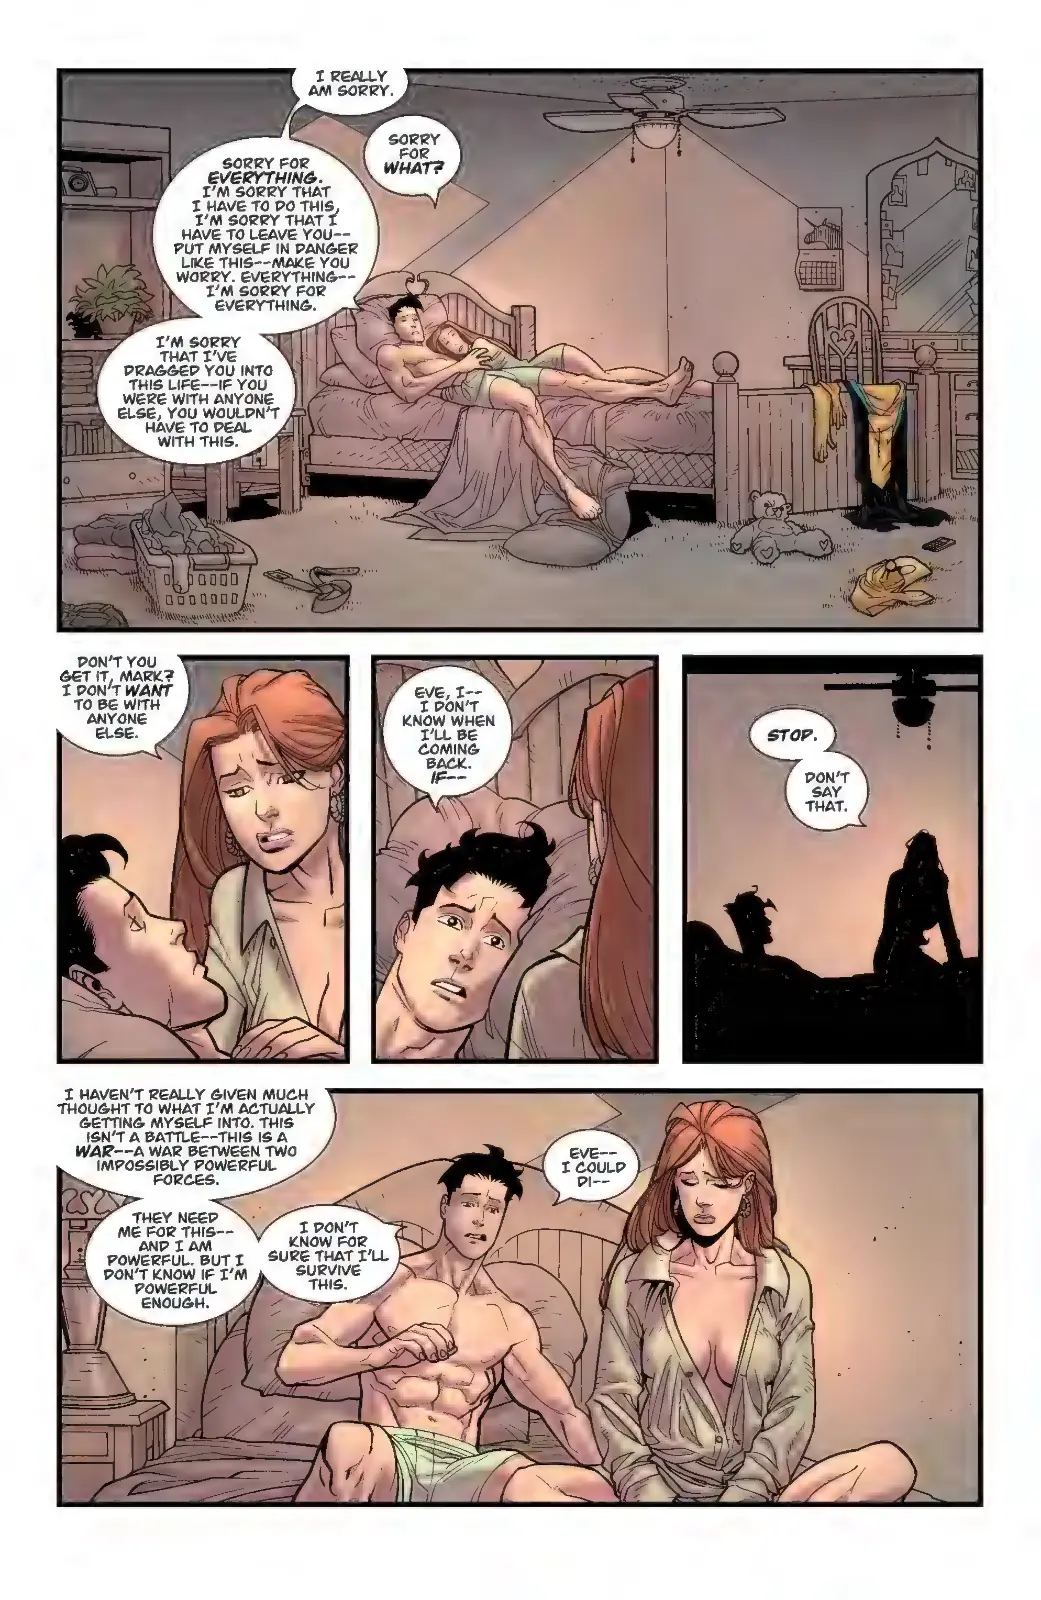 I REALLY
AM SORRY.
SORRY
FOR
WHAT?
SORRY FOR
EVERYTHING.
I'M SORRY THAT
I HAVE TO DO THIS,
I'M SORRY THAT I
HAVE TO LEAVE YOU--
PUT MYSELF IN DANGER
LIKE THIS--MAKE YOU
WORRY. EVERYTHING--
I'M SORRY FOR
EVERYTHING.
I'M SORRY
THAT I'VE
DRAGGED YOU INTO
THIS LIFE--IF YOU
WERE WITH ANYONE
ELSE, YOU WOULDN'T
HAVE TO DEAL
WITH THIS.
DON'T YOU
GET IT, MARK?
I DON'T WANT
TO BE WITH
ANYONE
ELSE.
EVE, I--
I DON'T
KNOW WHEN
I'LL BE
COMING
BACK.
IF--
STOP.
DON'T
SAY
THAT.
I HAVEN'T REALLY GIVEN MUCH
THOUGHT TO WHAT I'M ACTUALLY
GETTING MYSELF INTO. THIS
ISN'T A BATTLE--THIS IS A
WAR--A WAR BETWEEN TWO
IMPOSSIBLY POWERFUL
FORCES.
THEY NEED
ME FOR THIS--
AND I AM
POWERFUL. BUT I
DON'T KNOW IF I'M
POWERFUL
ENOUGH.
I DON'T
KNOW FOR
SURE THAT I'LL
SURVIVE
THIS.
EVE--
I COULD
DI--